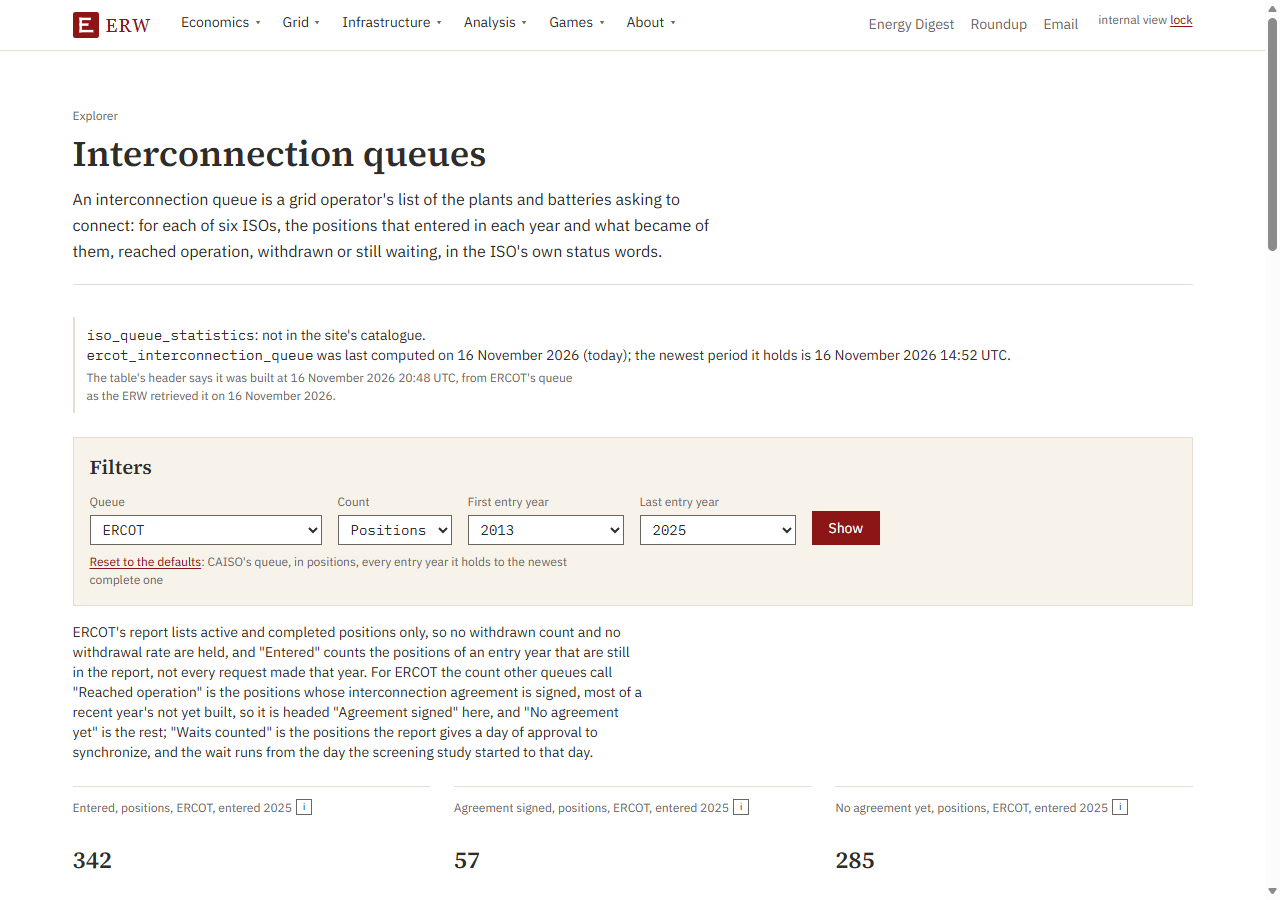 E ERW Economics Grid Infrastructure Analysis Games About Energy Digest Roundup Email internal view lock
Explorer
Interconnection queues
An interconnection queue is a grid operator's list of the plants and batteries asking to
connect: for each of six ISOs, the positions that entered in each year and what became of
them, reached operation, withdrawn or still waiting, in the ISO's own status words.
iso_queue_statistics: not in the site's catalogue.
ercot_interconnection_queue was last computed on 16 November 2026 (today); the newest period it holds is 16 November 2026 14:52 UTC.
The table's header says it was built at 16 November 2026 20:48 UTC, from ERCOT's queue
as the ERW retrieved it on 16 November 2026.
Filters
Queue Count First entry year Last entry year
ERCOT Positions 2013 2025 Show
Reset to the defaults: CAISO's queue, in positions, every entry year it holds to the newest
complete one
ERCOT's report lists active and completed positions only, so no withdrawn count and no
withdrawal rate are held, and "Entered" counts the positions of an entry year that are still
in the report, not every request made that year. For ERCOT the count other queues call
"Reached operation" is the positions whose interconnection agreement is signed, most of a
recent year's not yet built, so it is headed "Agreement signed" here, and "No agreement
yet" is the rest; "Waits counted" is the positions the report gives a day of approval to
synchronize, and the wait runs from the day the screening study started to that day.
Entered, positions, ERCOT, entered 2025 i Agreement signed, positions, ERCOT, entered 2025 i No agreement yet, positions, ERCOT, entered 2025 i
342 57 285